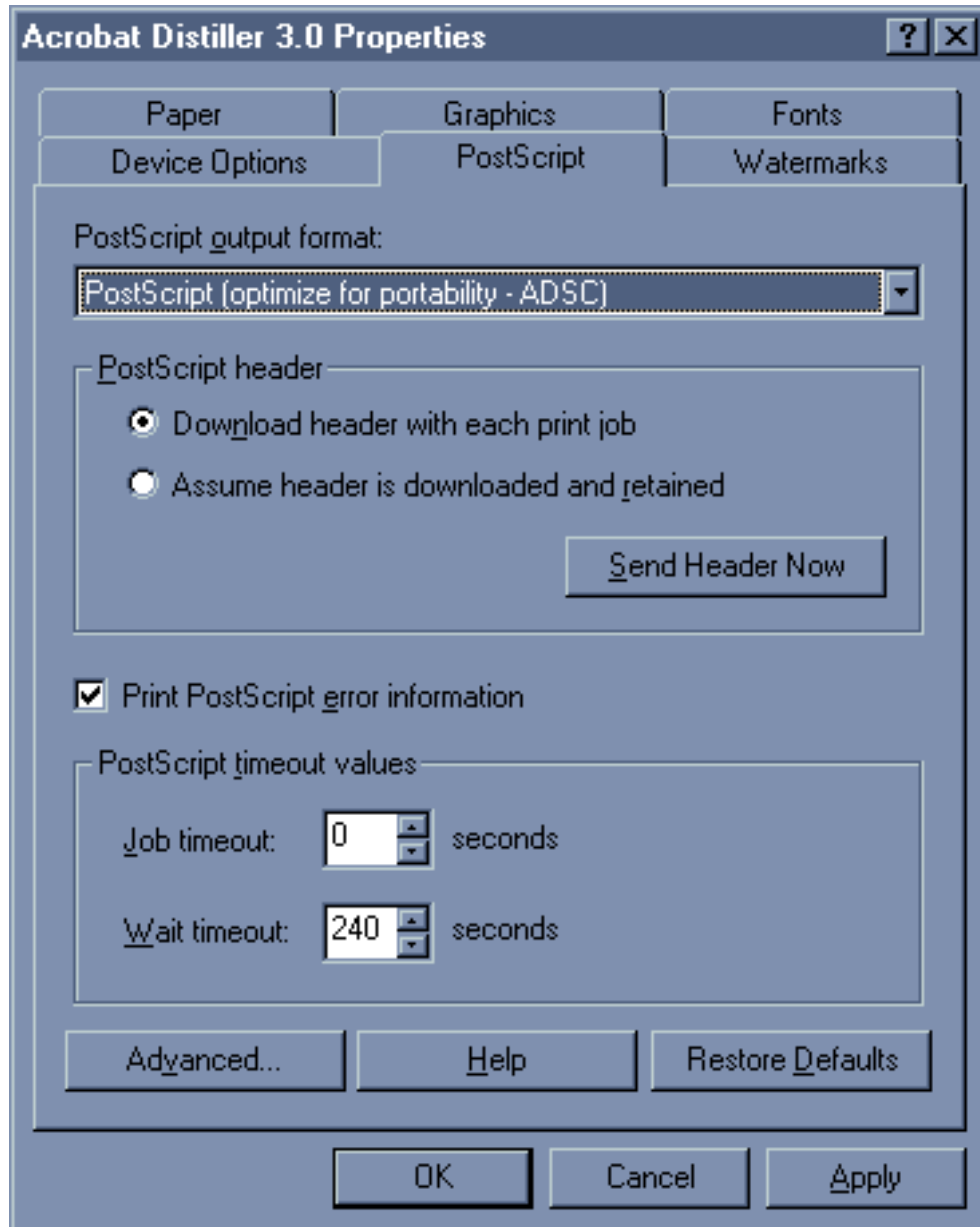 Acrobat Distiller 3.0 Properties ?
Paper Graphics Fonts
Device Options PostScript Watermarks
PostScript output format:
PostScript (optimize for portability - ADSC)
PostScript header
Download header with each print job
Assume header is downloaded and retained
Send Header Now
Print PostScript error information
PostScript timeout values
Job timeout: 0 seconds
Wait timeout: 240 seconds
Advanced... Help Restore Defaults
OK Cancel Apply